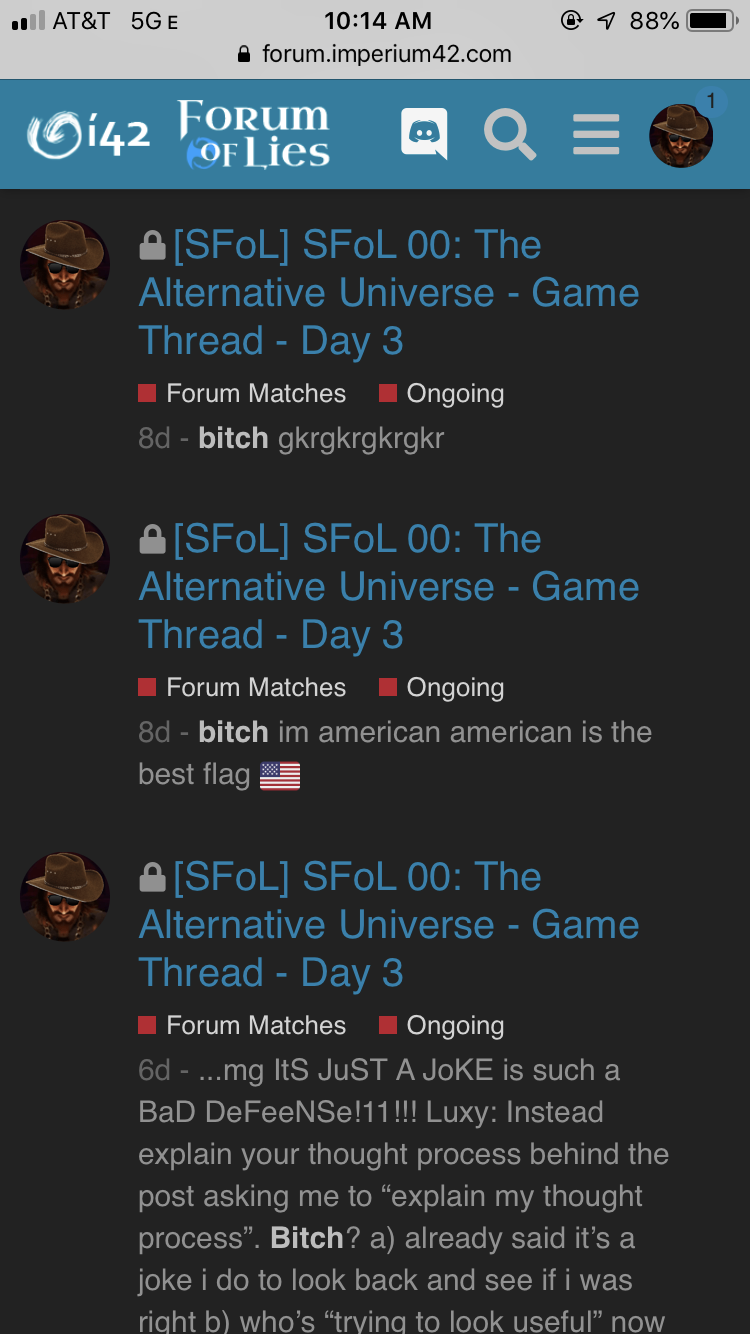 AT&T 5G E 10:14 AM 88%
forum.imperium42.com
i42 FORUM OF LIES 1
[SFoL] SFoL 00: The
Alternative Universe - Game
Thread - Day 3
Forum Matches Ongoing
8d - bitch gkrgkrgkrgkr
[SFoL] SFoL 00: The
Alternative Universe - Game
Thread - Day 3
Forum Matches Ongoing
8d - bitch im american american is the
best flag 🇺🇸
[SFoL] SFoL 00: The
Alternative Universe - Game
Thread - Day 3
Forum Matches Ongoing
6d - ...mg ItS JuST A JoKE is such a
BaD DeFeeNSe!11!!! Luxy: Instead
explain your thought process behind the
post asking me to “explain my thought
process”. Bitch? a) already said it’s a
joke i do to look back and see if i was
right b) who’s “trying to look useful” now